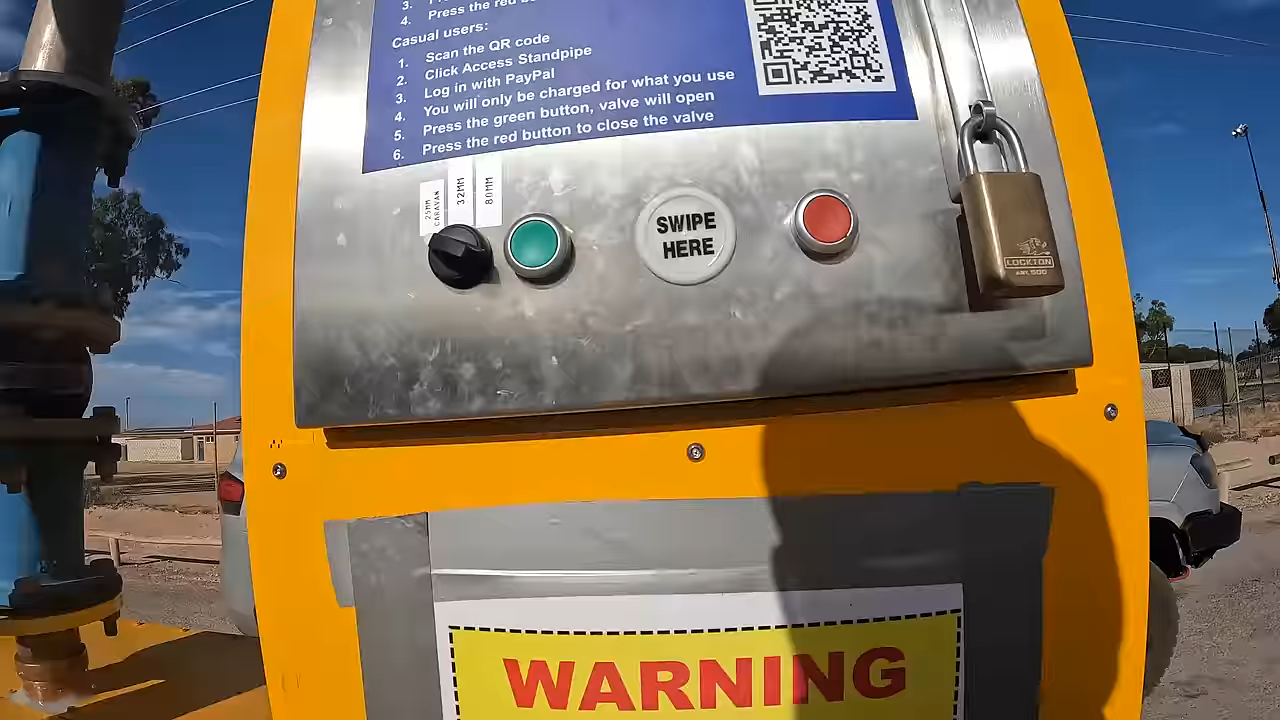 3.
4. Press the red
Casual users:
1. Scan the QR code
2. Click Access Standpipe
3. Log in with PayPal
4. You will only be charged for what you use
5. Press the green button, valve will open
6. Press the red button to close the valve
25MM
CARAVAN
32MM
80MM
SWIPE
HERE
LOCKTON
WARNING